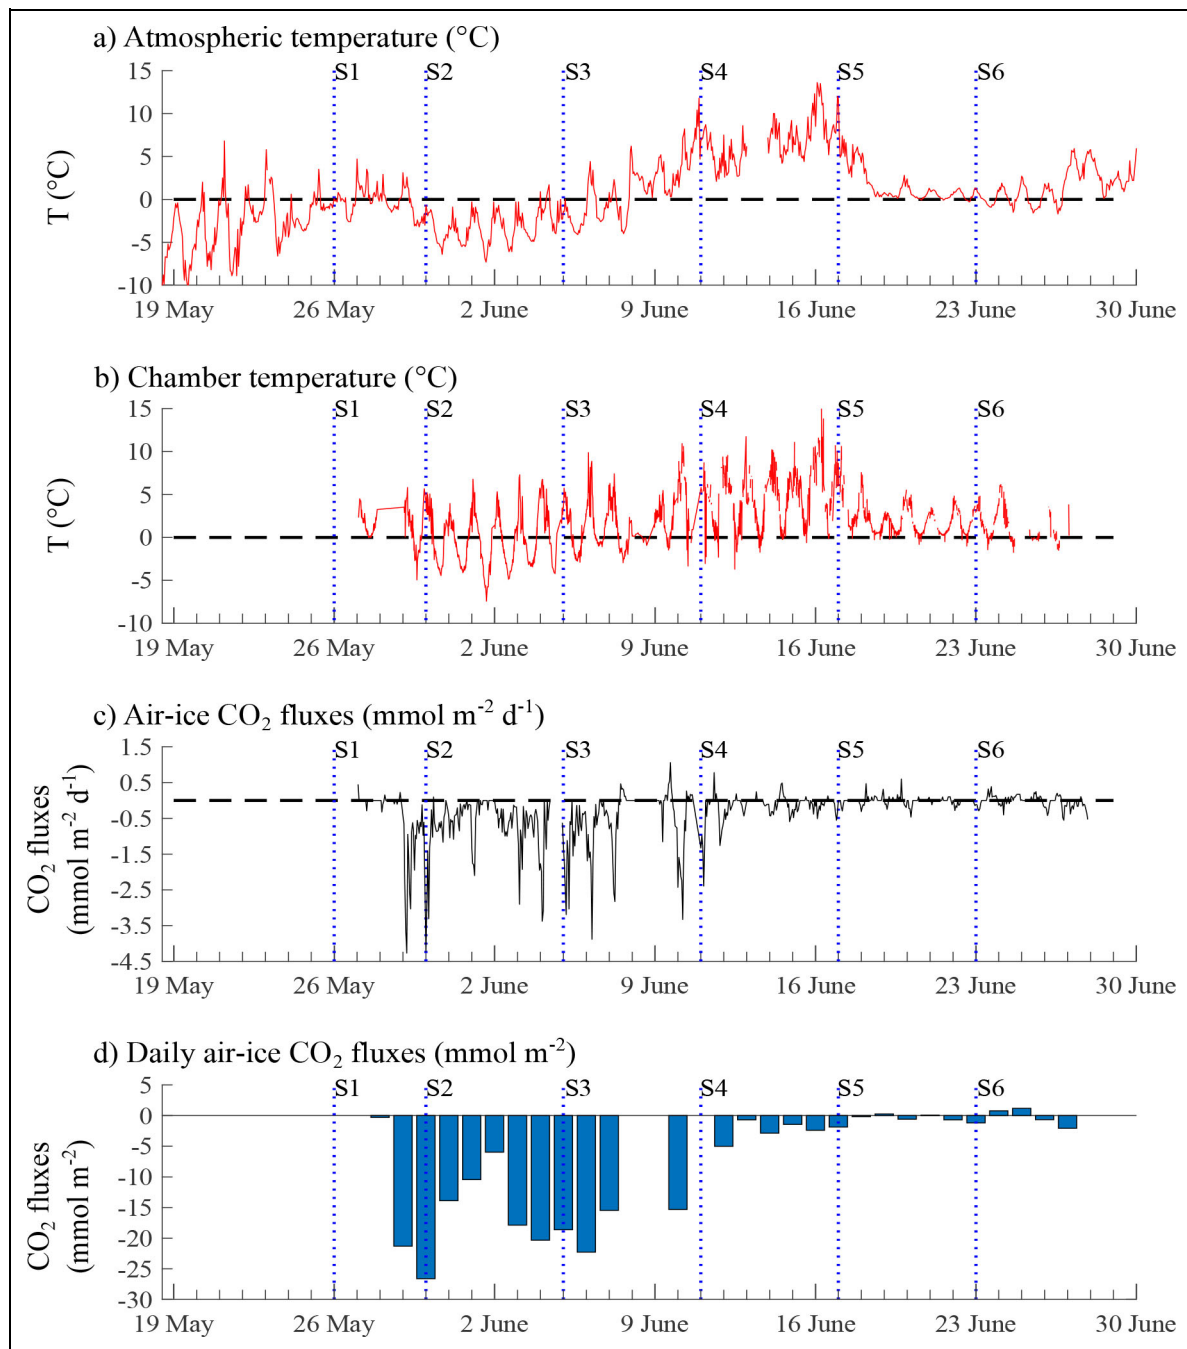 a) Atmospheric temperature (°C)
S1 S2 S3 S4 S5 S6
15
10
5
0
-5
-10
T (°C)
19 May 26 May 2 June 9 June 16 June 23 June 30 June
b) Chamber temperature (°C)
S1 S2 S3 S4 S5 S6
15
10
5
0
-5
-10
T (°C)
19 May 26 May 2 June 9 June 16 June 23 June 30 June
c) Air-ice CO₂ fluxes (mmol m⁻² d⁻¹)
S1 S2 S3 S4 S5 S6
1.5
0.5
-0.5
-1.5
-2.5
-3.5
-4.5
CO₂ fluxes
(mmol m⁻² d⁻¹)
19 May 26 May 2 June 9 June 16 June 23 June 30 June
d) Daily air-ice CO₂ fluxes (mmol m⁻²)
S1 S2 S3 S4 S5 S6
5
0
-5
-10
-15
-20
-25
-30
CO₂ fluxes
(mmol m⁻²)
19 May 26 May 2 June 9 June 16 June 23 June 30 June